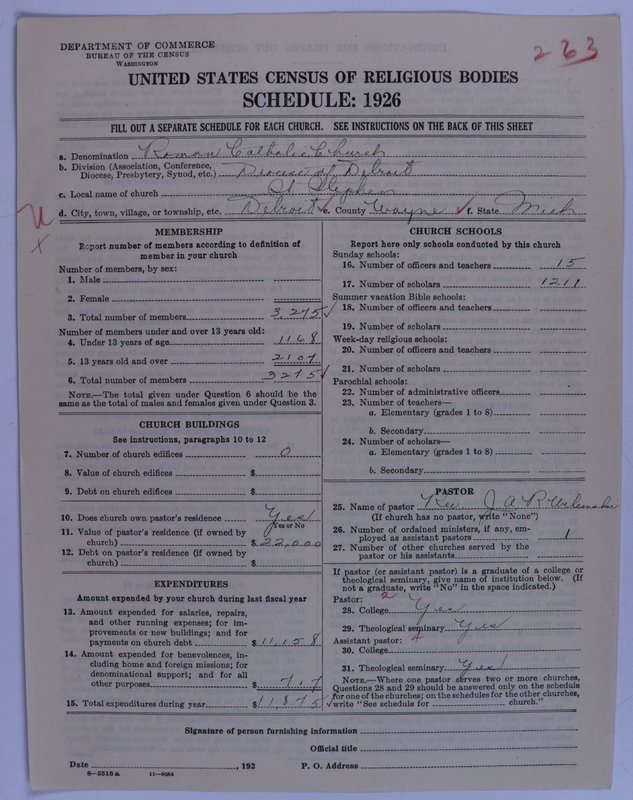 263
DEPARTMENT OF COMMERCE
BUREAU OF THE CENSUS
WASHINGTON
UNITED STATES CENSUS OF RELIGIOUS BODIES
SCHEDULE: 1926
FILL OUT A SEPARATE SCHEDULE FOR EACH CHURCH. SEE INSTRUCTIONS ON THE BACK OF THIS SHEET
a. Denomination Roman Catholic Church
b. Division (Association, Conference, Diocese, Presbytery, Synod, etc.) Diocese of Detroit
c. Local name of church St Stephen
d. City, town, village, or township, etc. Detroit e. County Wayne f. State Mich
MEMBERSHIP
Report number of members according to definition of
member in your church
Number of members, by sex:
1. Male
2. Female
3. Total number of members 3,275
Number of members under and over 13 years old:
4. Under 13 years of age 1168
5. 13 years old and over 2107
6. Total number of members 3275
NOTE.—The total given under Question 6 should be the
same as the total of males and females given under Question 3.
CHURCH BUILDINGS
See instructions, paragraphs 10 to 12
7. Number of church edifices 0
8. Value of church edifices $
9. Debt on church edifices $
10. Does church own pastor's residence Yes
Yes or No
11. Value of pastor's residence (if owned by
church) $22,000
12. Debt on pastor's residence (if owned by
church) $
EXPENDITURES
Amount expended by your church during last fiscal year
13. Amount expended for salaries, repairs,
and other running expenses; for im-
provements or new buildings; and for
payments on church debt $11,158
14. Amount expended for benevolences, in-
cluding home and foreign missions; for
denominational support; and for all
other purposes $717
15. Total expenditures during year $11,875
CHURCH SCHOOLS
Report here only schools conducted by this church
Sunday schools:
16. Number of officers and teachers 15
17. Number of scholars 1211
Summer vacation Bible schools:
18. Number of officers and teachers
19. Number of scholars
Week-day religious schools:
20. Number of officers and teachers
21. Number of scholars
Parochial schools:
22. Number of administrative officers
23. Number of teachers—
a. Elementary (grades 1 to 8)
b. Secondary
24. Number of scholars—
a. Elementary (grades 1 to 8)
b. Secondary
PASTOR
25. Name of pastor Rev J. A. R.
(If church has no pastor, write "None")
26. Number of ordained ministers, if any, em-
ployed as assistant pastors 1
27. Number of other churches served by the
pastor or his assistants
If pastor (or assistant pastor) is a graduate of a college or
theological seminary, give name of institution below. (If
not a graduate, write "No" in the space indicated.)
Pastor: 2
28. College Yes
29. Theological seminary Yes
Assistant pastor: 4
30. College
31. Theological seminary Yes
NOTE.—Where one pastor serves two or more churches,
Questions 28 and 29 should be answered only on the schedule
for one of the churches; on the schedules for the other churches,
write "See schedule for church."
Signature of person furnishing information
Official title
Date , 192 P. O. Address
8—5518a 11—9034